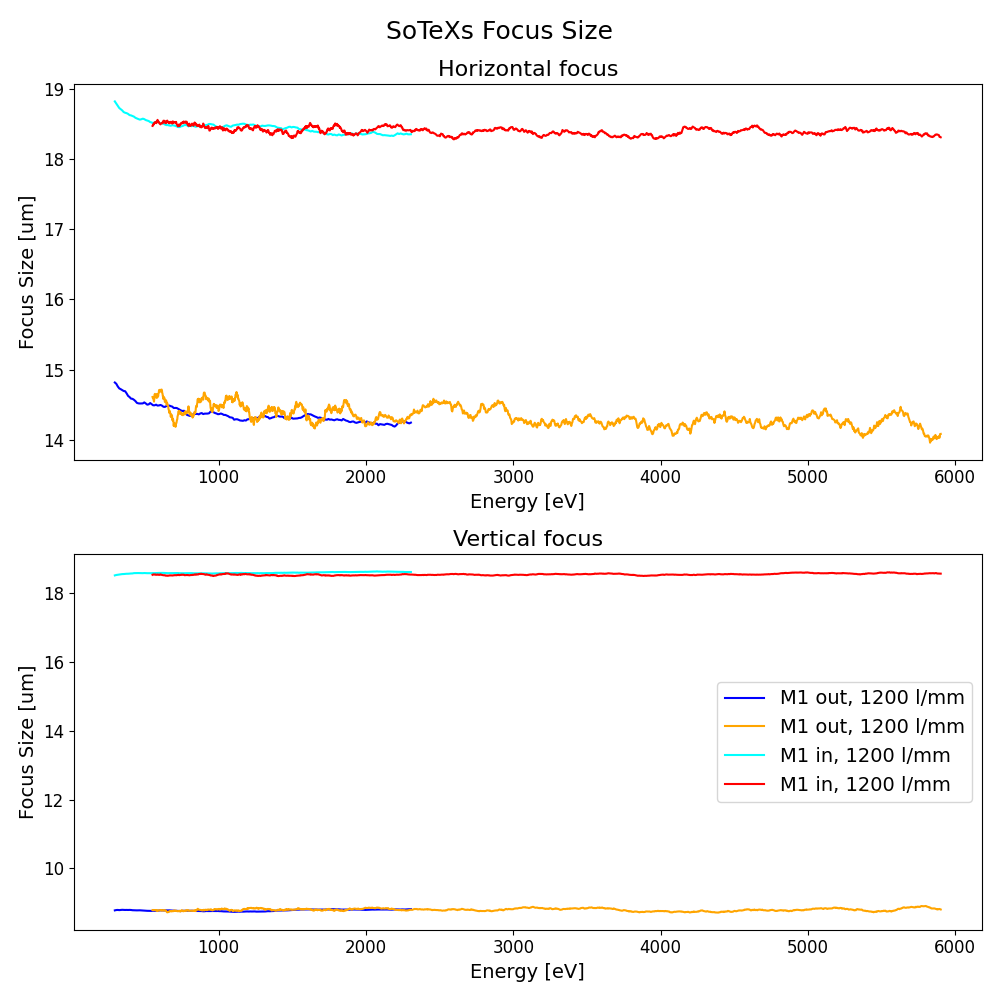 SoTeXs Focus Size
Horizontal focus
19
18
17
16
15
14
Focus Size [um]
1000 2000 3000 4000 5000 6000
Energy [eV]
Vertical focus
18
16
14
12
10
Focus Size [um]
M1 out, 1200 l/mm
M1 out, 1200 l/mm
M1 in, 1200 l/mm
M1 in, 1200 l/mm
1000 2000 3000 4000 5000 6000
Energy [eV]